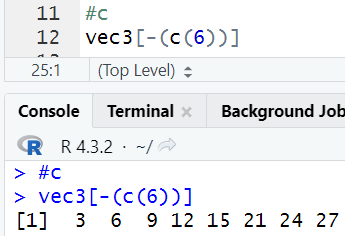 11 #c
12 vec3[-(c(6))]
25:1 (Top Level)
Console Terminal Background Job
R R 4.3.2 · ~/
> #c
> vec3[-(c(6))]
[1] 3 6 9 12 15 21 24 27